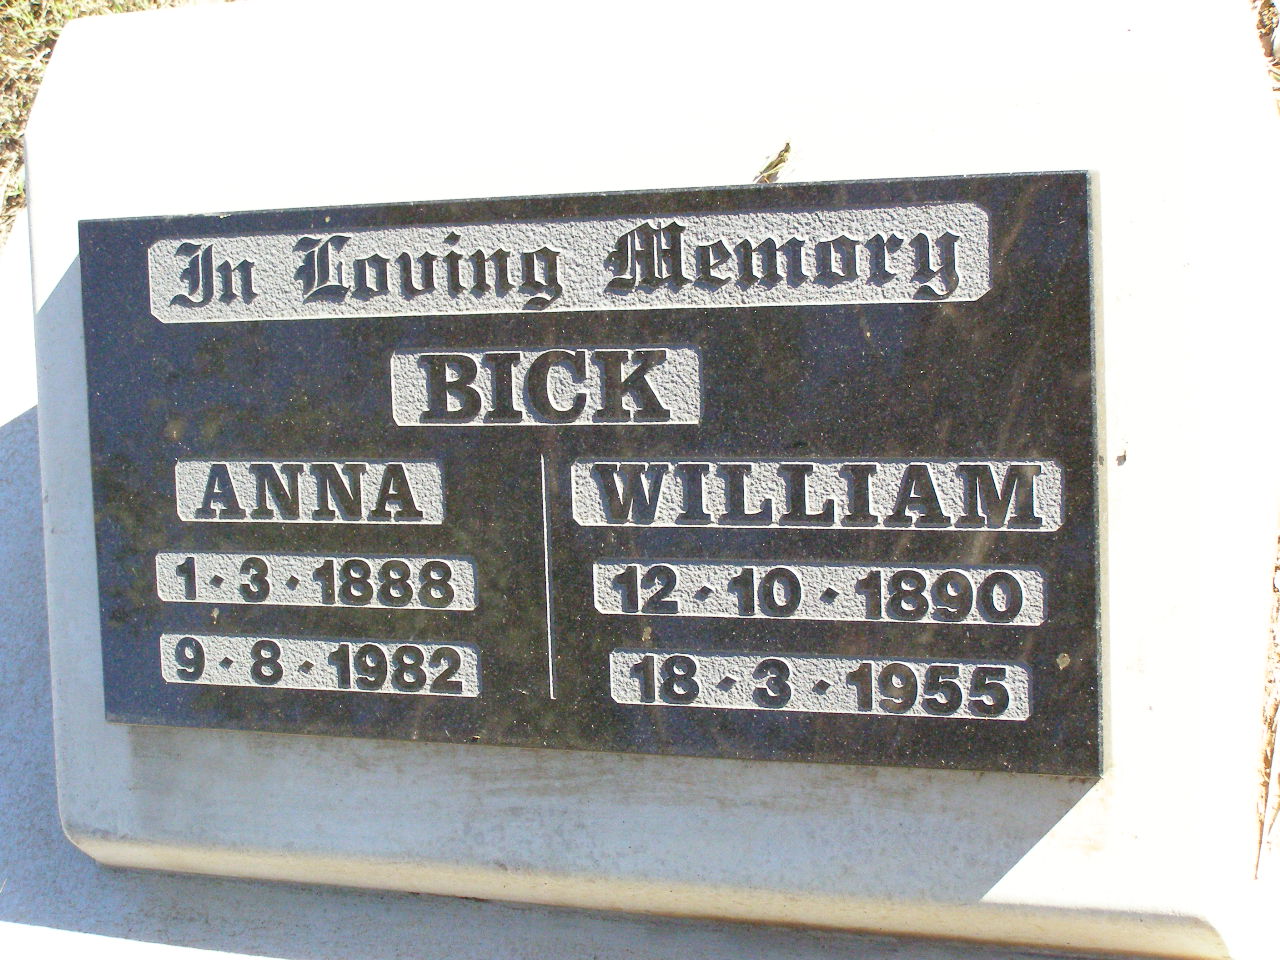 In Loving Memory
BICK
ANNA
1·3·1888
9·8·1982
WILLIAM
12·10·1890
18·3·1955